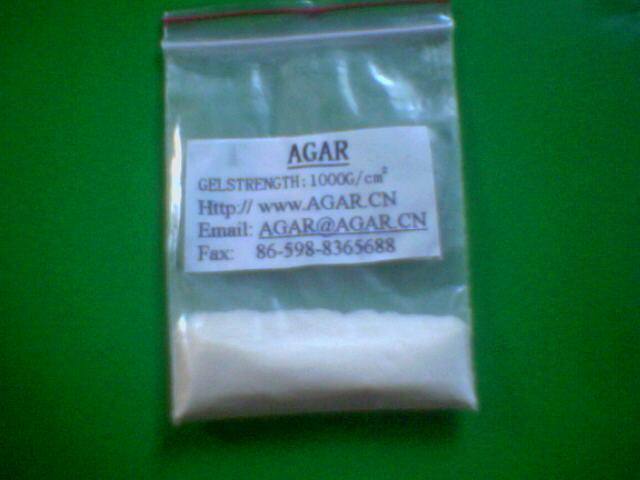 AGAR
GELSTRENGTH:1000G/cm²
Http:// www.AGAR.CN
Email: AGAR@AGAR.CN
Fax: 86-598-8365688